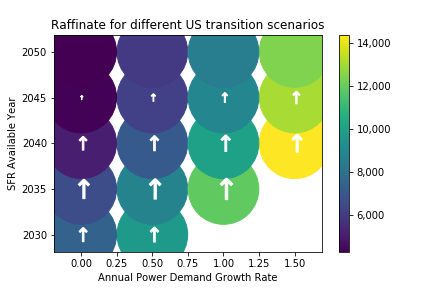 Raffinate for different US transition scenarios
SFR Available Year
2050
2045
2040
2035
2030
0.00 0.25 0.50 0.75 1.00 1.25 1.50
Annual Power Demand Growth Rate
14,000
12,000
10,000
8,000
6,000